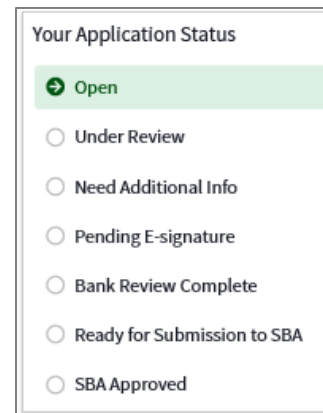 Your Application Status
Open
Under Review
Need Additional Info
Pending E-signature
Bank Review Complete
Ready for Submission to SBA
SBA Approved